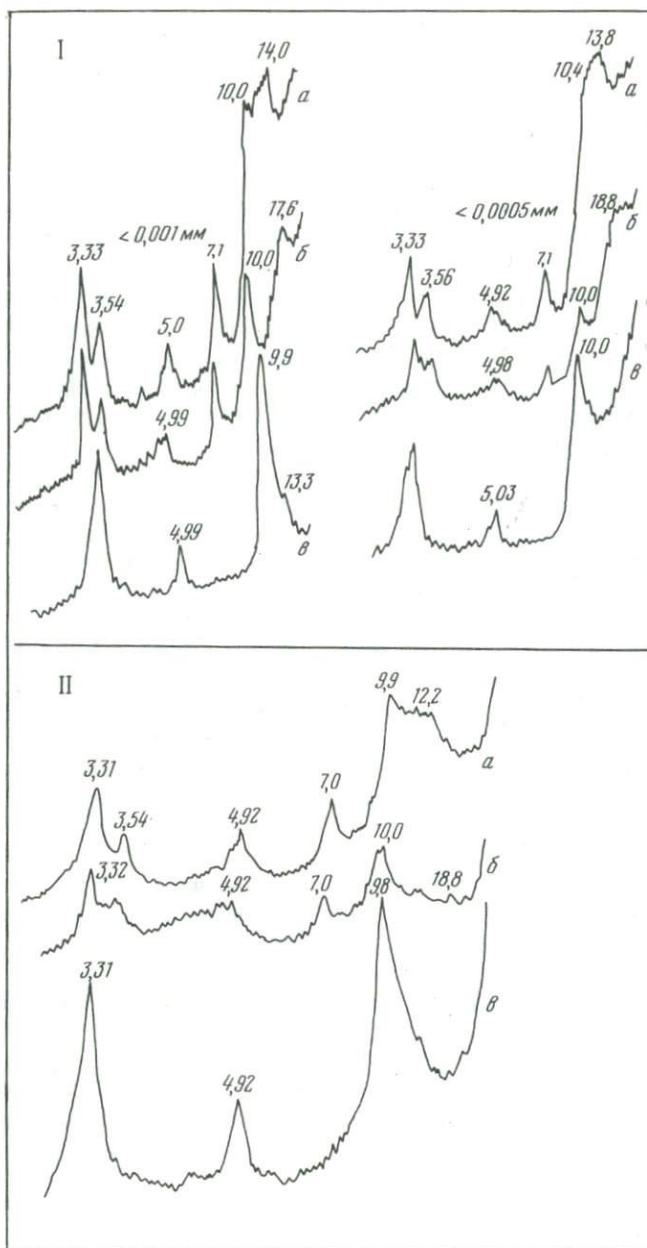 I
14,0
10,0
а
17,6
< 0,001 мм
б
3,33
7,1
10,0
3,54
5,0
9,9
4,99
13,3
4,99
в
13,8
10,4
а
18,8
< 0,0005 мм
б
3,33
3,56
7,1
4,92
10,0
в
10,0
4,98
5,03
II
9,9
12,2
а
3,31
3,54
7,0
4,92
10,0
б
3,32
4,92
7,0
9,8
18,8
в
3,31
4,92